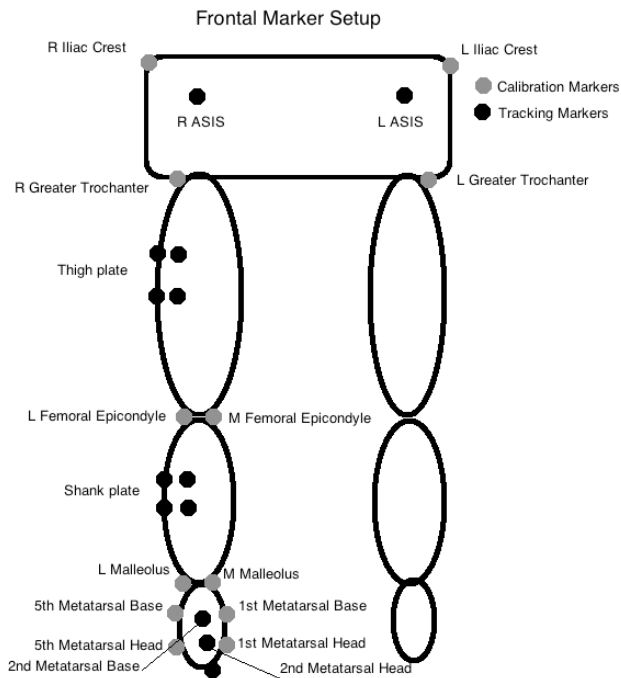 Frontal Marker Setup
R Iliac Crest
L Iliac Crest
Calibration Markers
Tracking Markers
R ASIS
L ASIS
R Greater Trochanter
L Greater Trochanter
Thigh plate
L Femoral Epicondyle
M Femoral Epicondyle
Shank plate
L Malleolus
M Malleolus
5th Metatarsal Base
1st Metatarsal Base
5th Metatarsal Head
1st Metatarsal Head
2nd Metatarsal Base
2nd Metatarsal Head